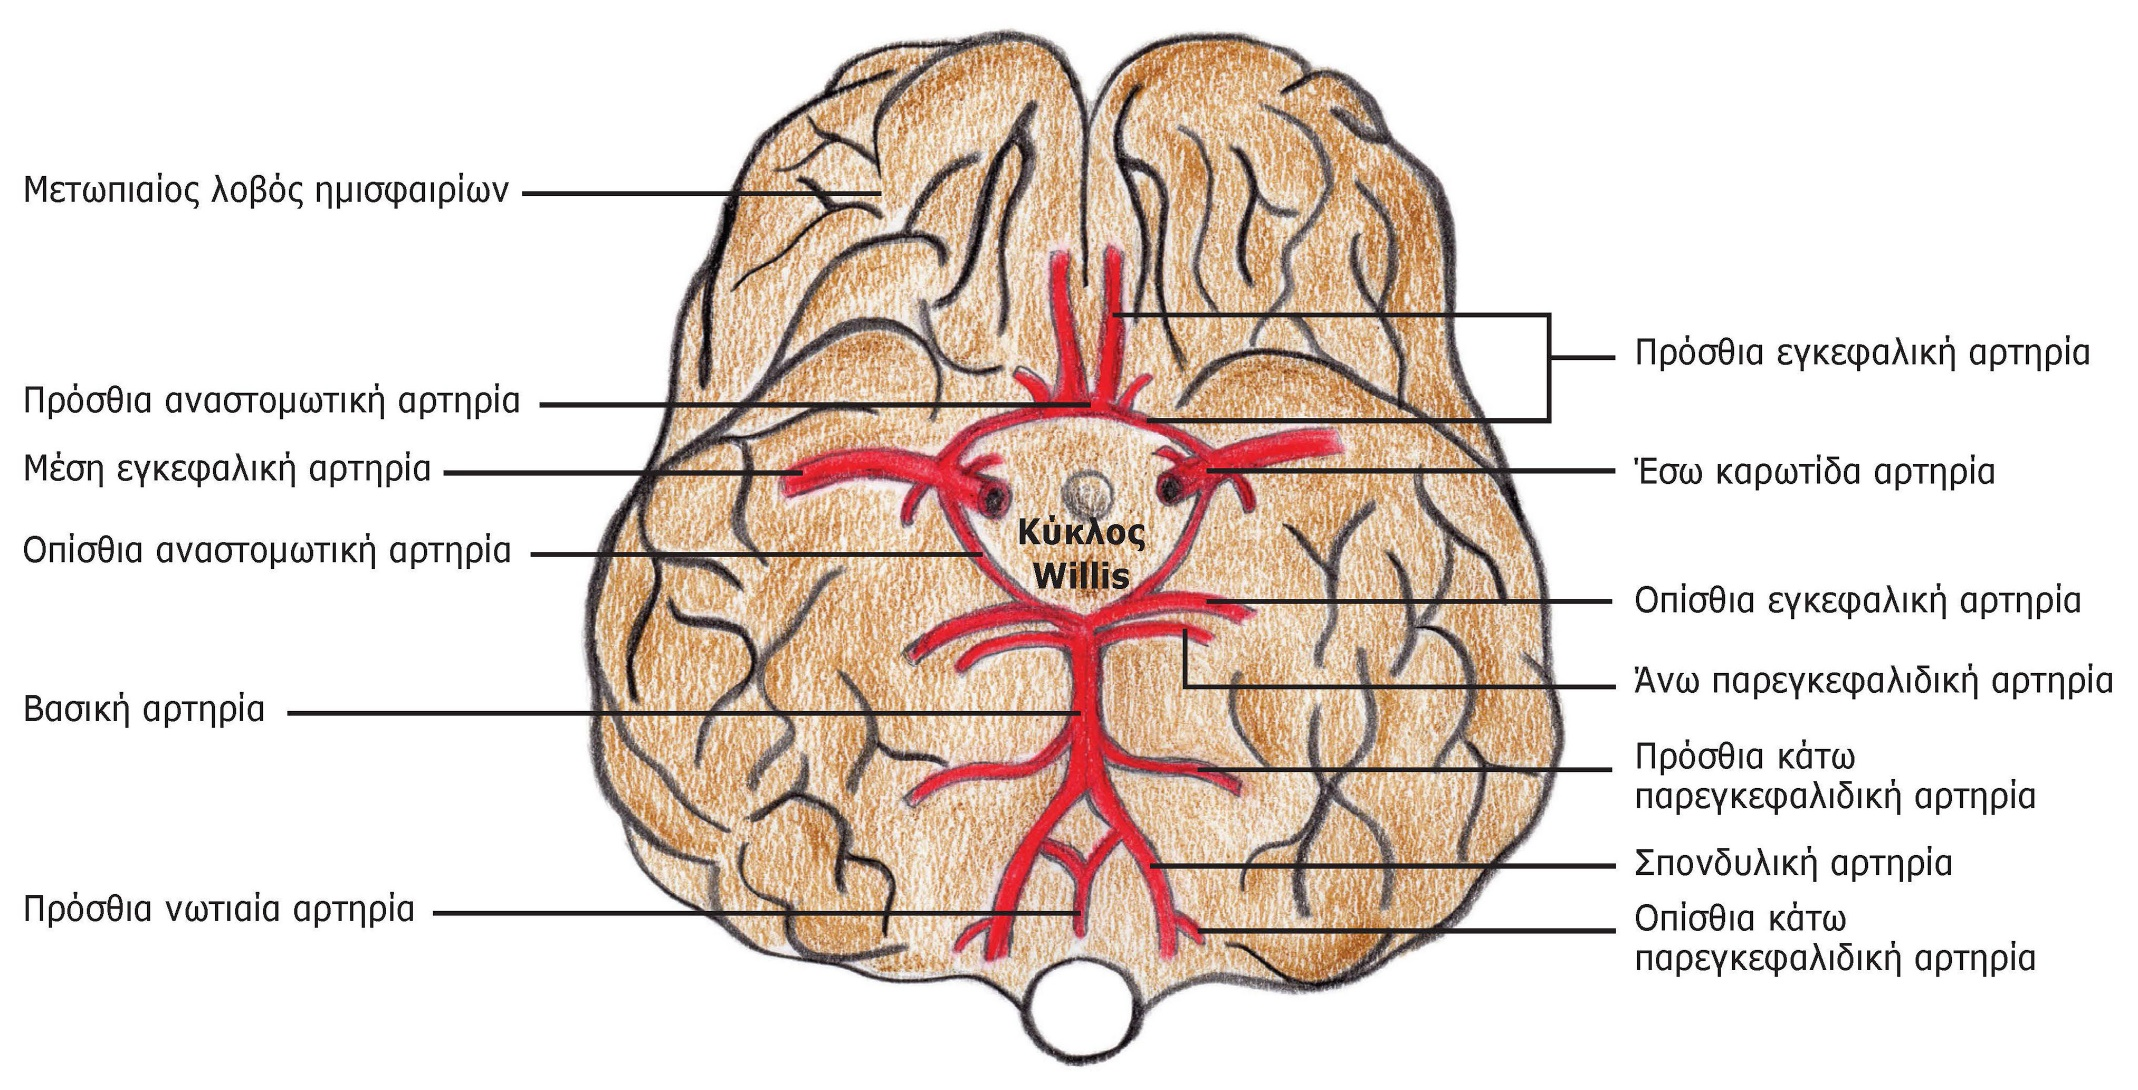 Μετωπιαίος λοβός ημισφαιρίων
Πρόσθια αναστομωτική αρτηρία
Μέση εγκεφαλική αρτηρία
Οπίσθια αναστομωτική αρτηρία
Βασική αρτηρία
Πρόσθια νωτιαία αρτηρία
Κύκλος
Willis
Πρόσθια εγκεφαλική αρτηρία
Έσω καρωτίδα αρτηρία
Οπίσθια εγκεφαλική αρτηρία
Άνω παρεγκεφαλιδική αρτηρία
Πρόσθια κάτω
παρεγκεφαλιδική αρτηρία
Σπονδυλική αρτηρία
Οπίσθια κάτω
παρεγκεφαλιδική αρτηρία